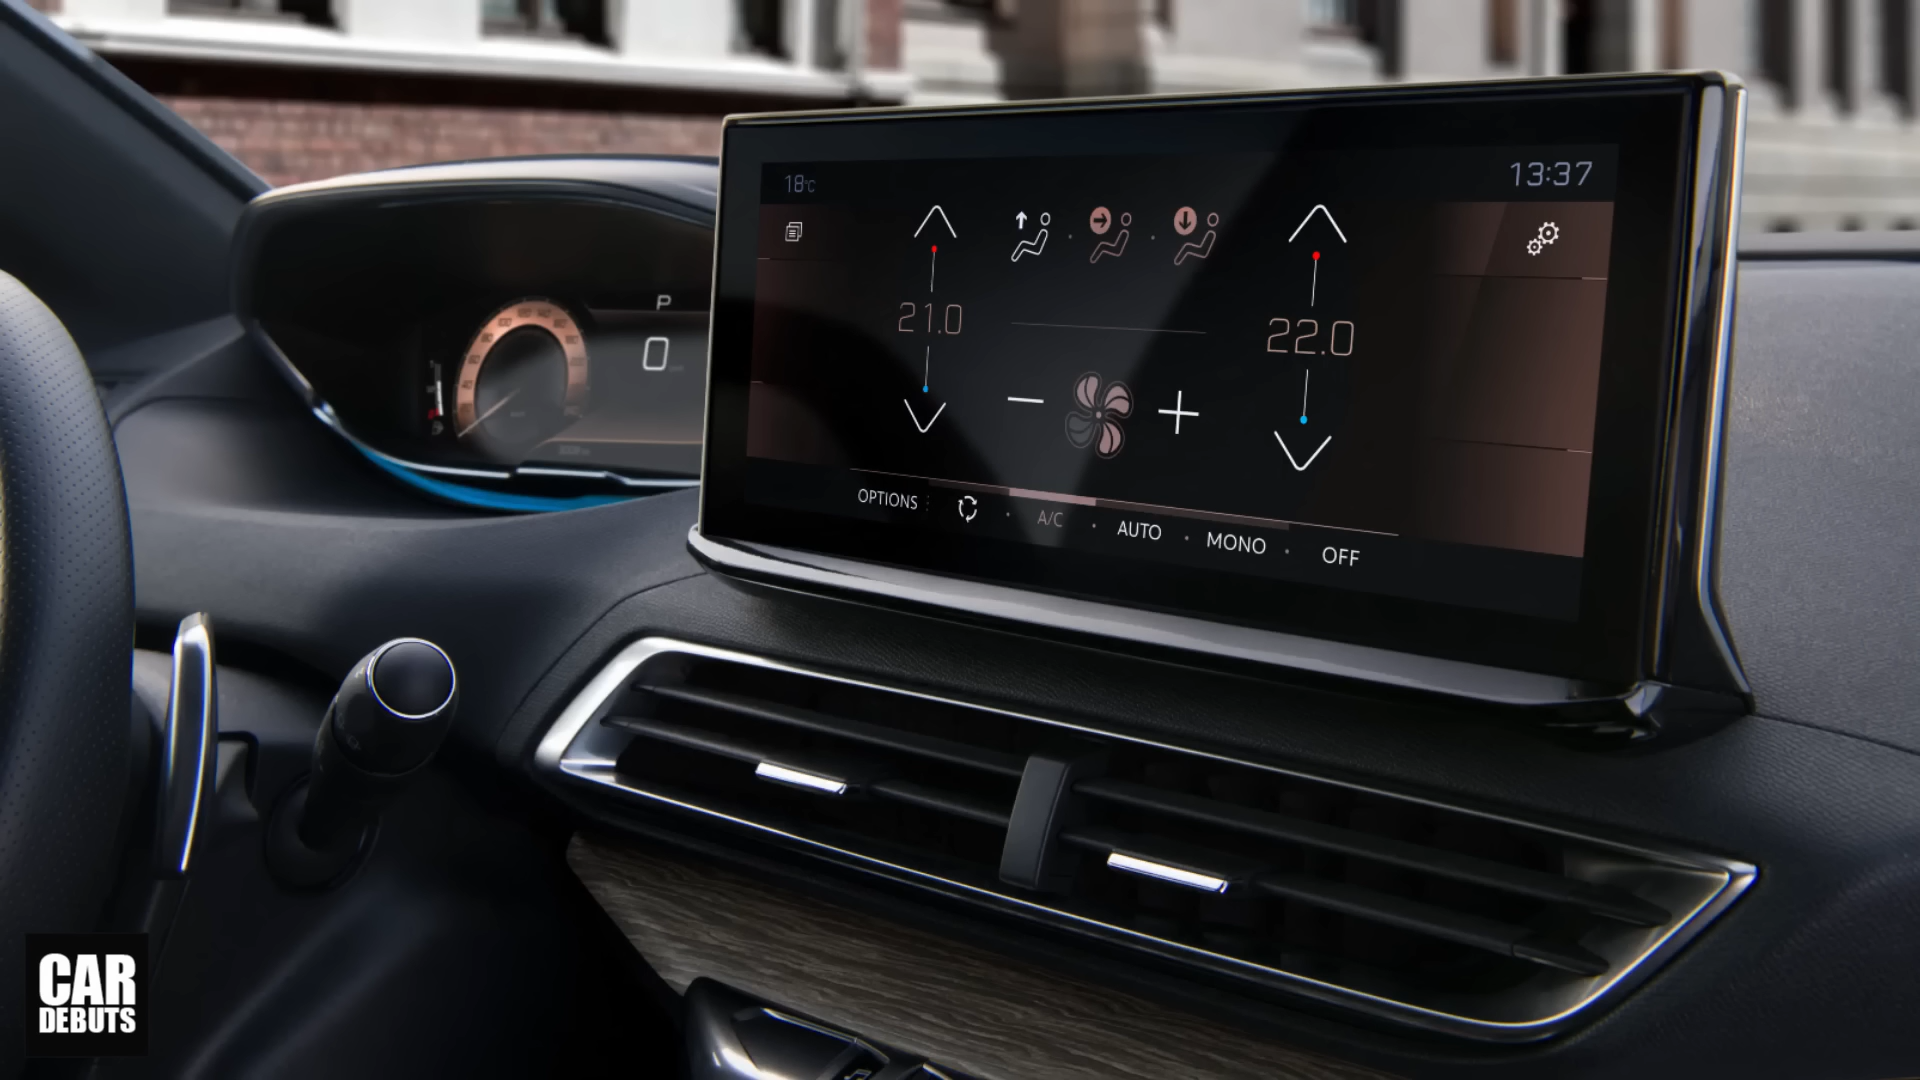 18°C
13:37
21.0
22.0
P
0
OPTIONS
A/C
AUTO
MONO
OFF
CAR
DEBUTS